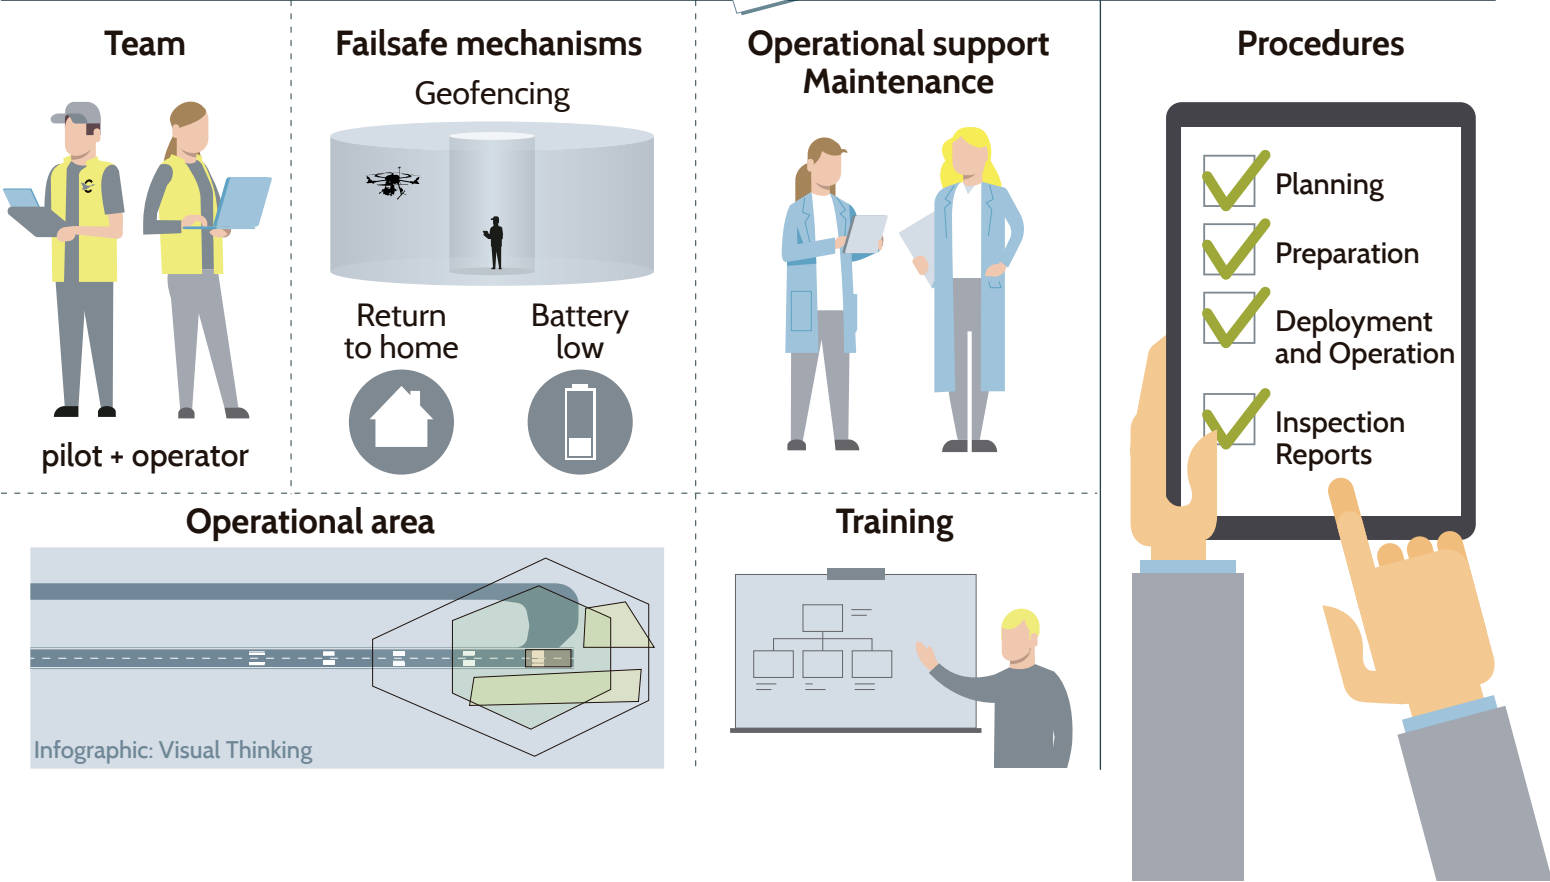 Team
pilot + operator
Failsafe mechanisms
Geofencing
Return
to home
Battery
low
Operational support
Maintenance
Operational area
Infographic: Visual Thinking
Training
Procedures
Planning
Preparation
Deployment
and Operation
Inspection
Reports